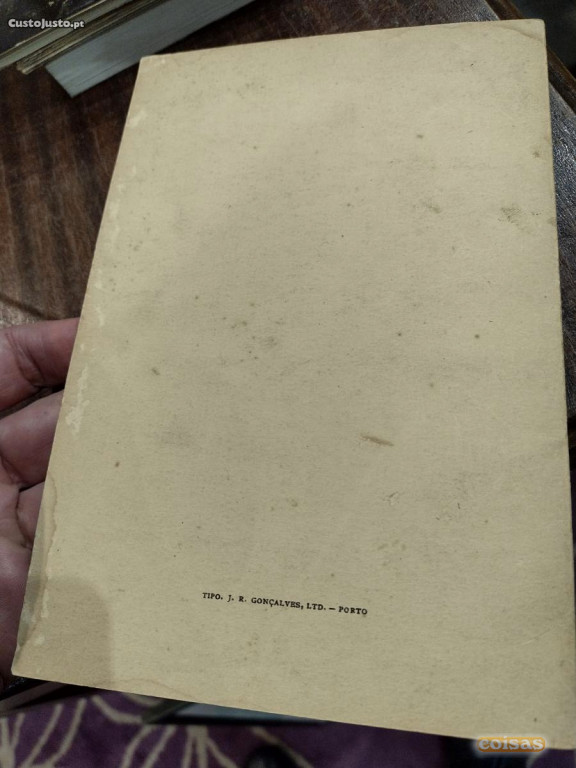 CustoJusto.pt
TIPO. J. R. GONÇALVES, LTD. — PORTO
coisas